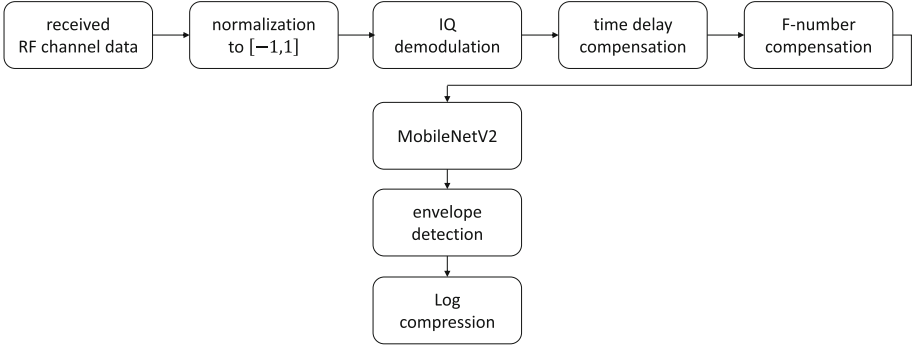 received
RF channel data
normalization
to [−1,1]
IQ
demodulation
time delay
compensation
F-number
compensation
MobileNetV2
envelope
detection
Log
compression